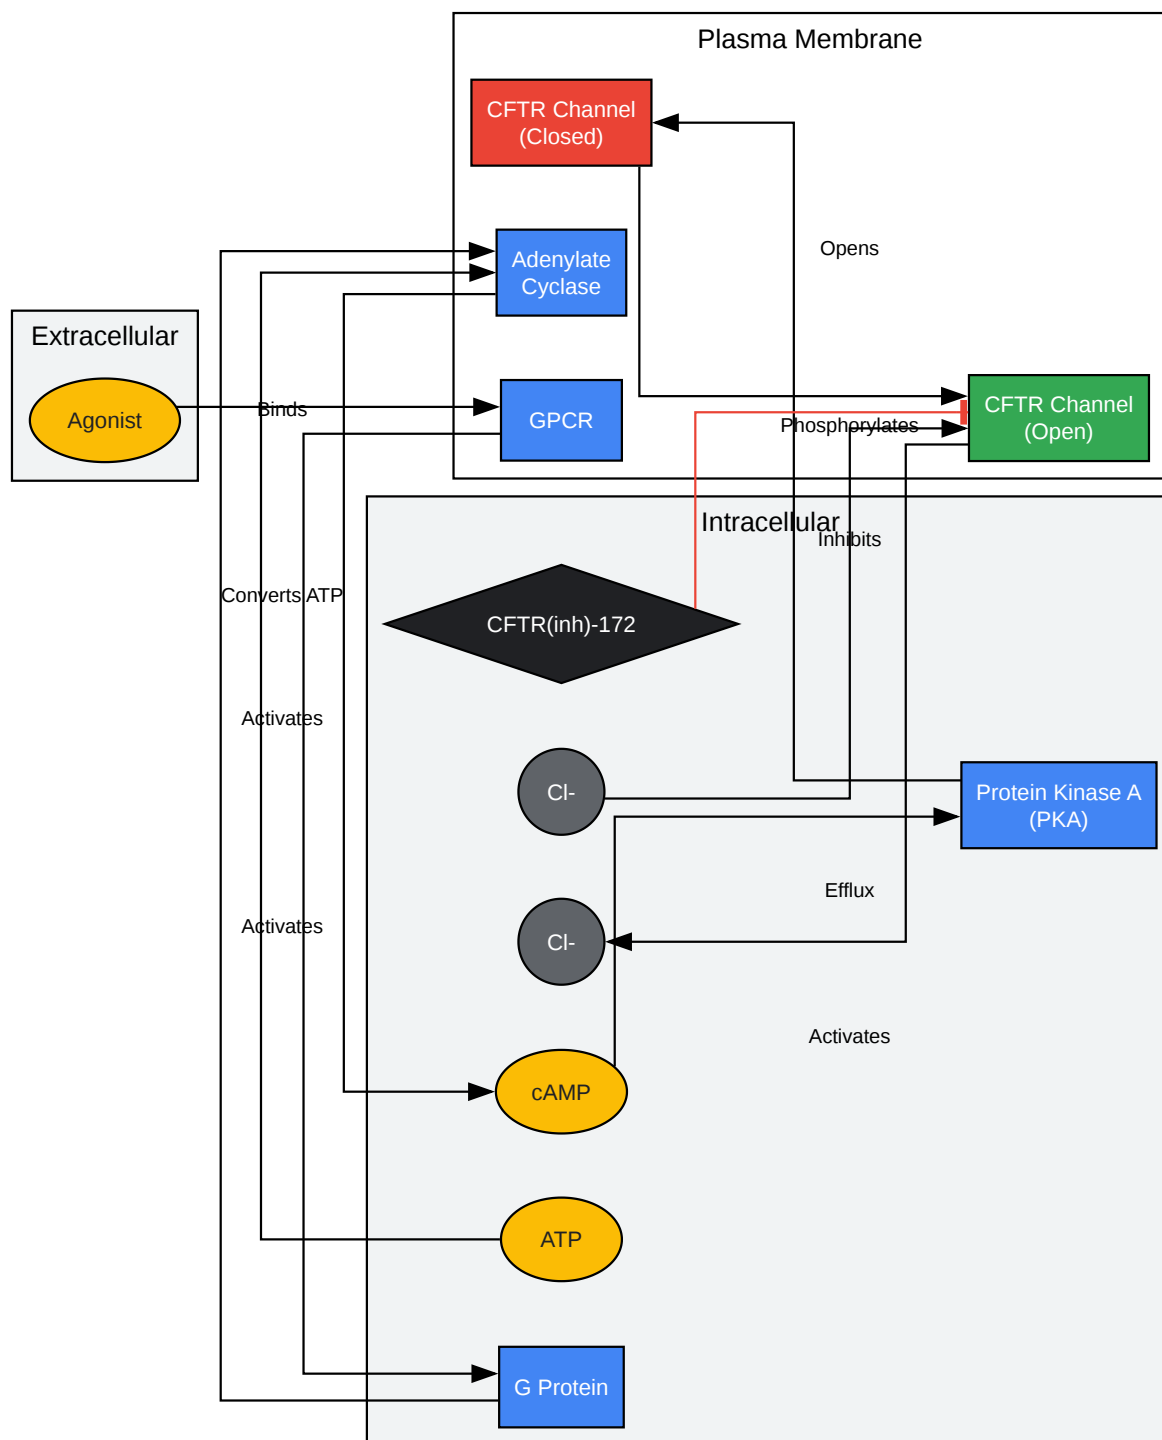 Plasma Membrane
CFTR Channel
(Closed)
Opens
Adenylate
Cyclase
Extracellular
Agonist
Binds
GPCR
Phosphorylates
CFTR Channel
(Open)
Intracellular
Inhibits
Converts ATP
CFTR(inh)-172
Activates
Cl-
Protein Kinase A
(PKA)
Efflux
Activates
Cl-
Activates
cAMP
ATP
G Protein